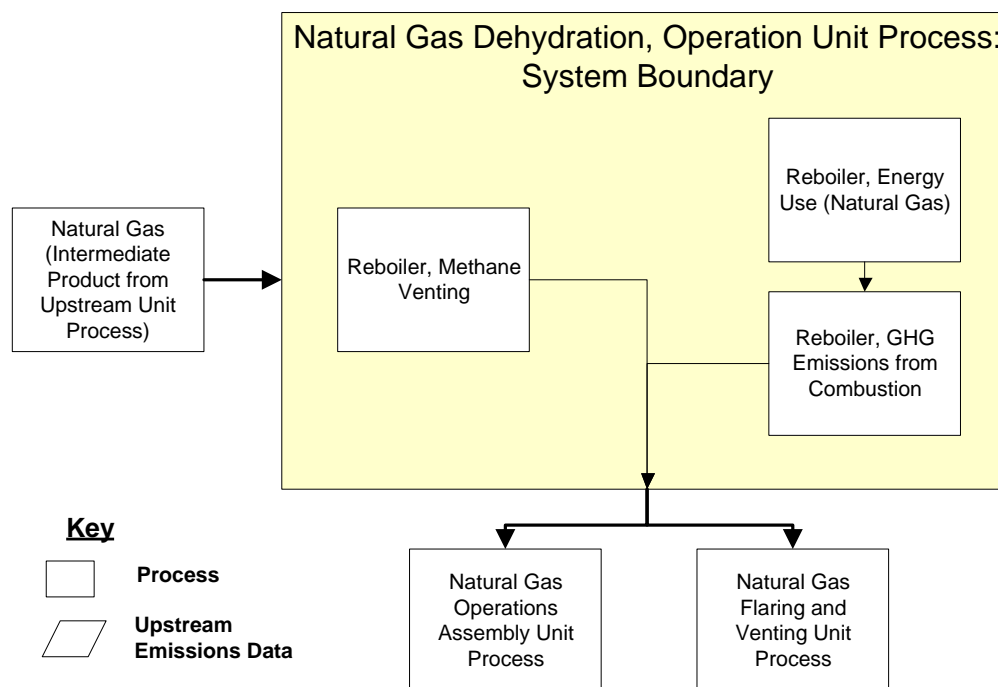 Natural Gas Dehydration, Operation Unit Process:
System Boundary
Reboiler, Energy
Use (Natural Gas)
Natural Gas
(Intermediate
Product from
Upstream Unit
Process)
Reboiler, Methane
Venting
Reboiler, GHG
Emissions from
Combustion
Key
Process
Upstream
Emissions Data
Natural Gas
Operations
Assembly Unit
Process
Natural Gas
Flaring and
Venting Unit
Process